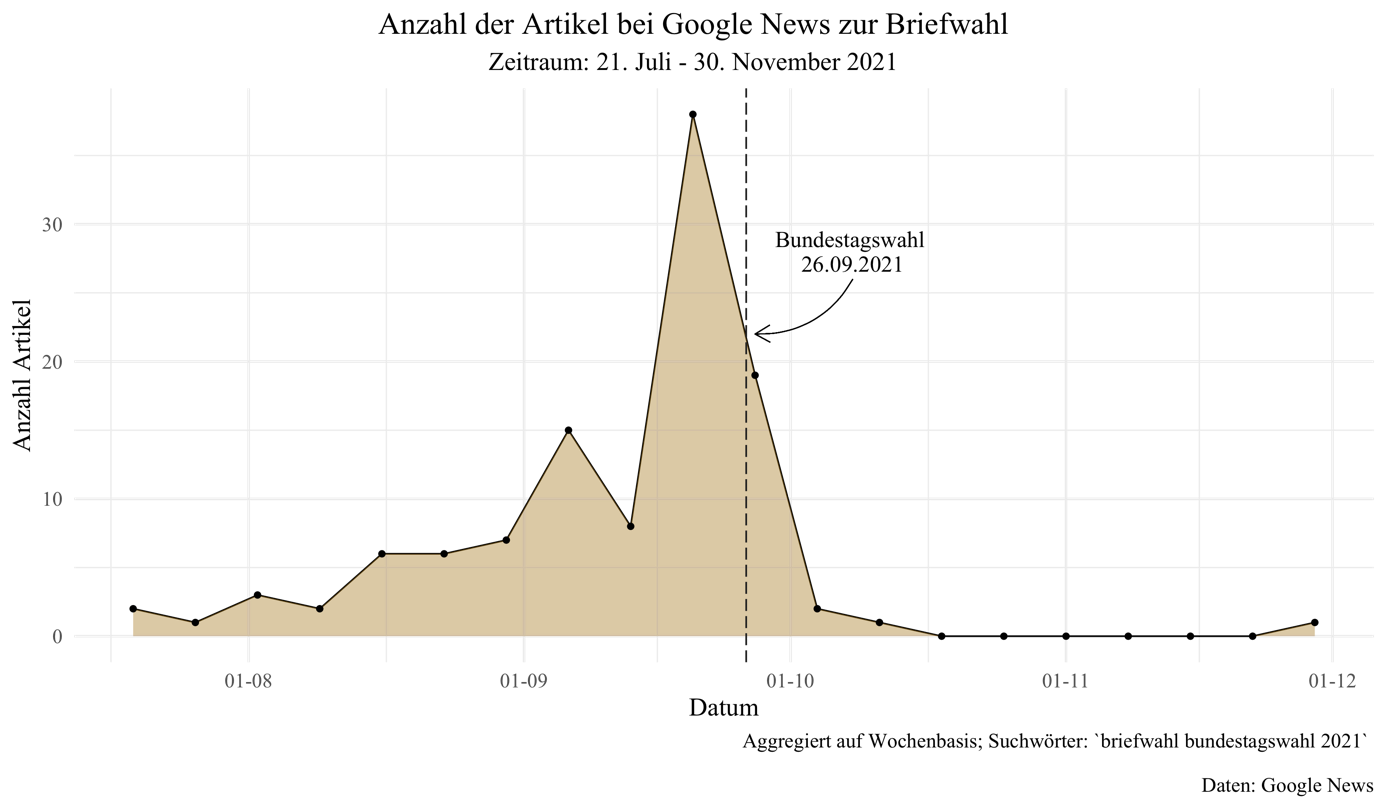 Anzahl der Artikel bei Google News zur Briefwahl
Zeitraum: 21. Juli - 30. November 2021
Anzahl Artikel
30
20
10
0
Bundestagswahl
26.09.2021
01-08
01-09
01-10
01-11
01-12
Datum
Aggregiert auf Wochenbasis; Suchwörter: `briefwahl bundestagswahl 2021`
Daten: Google News